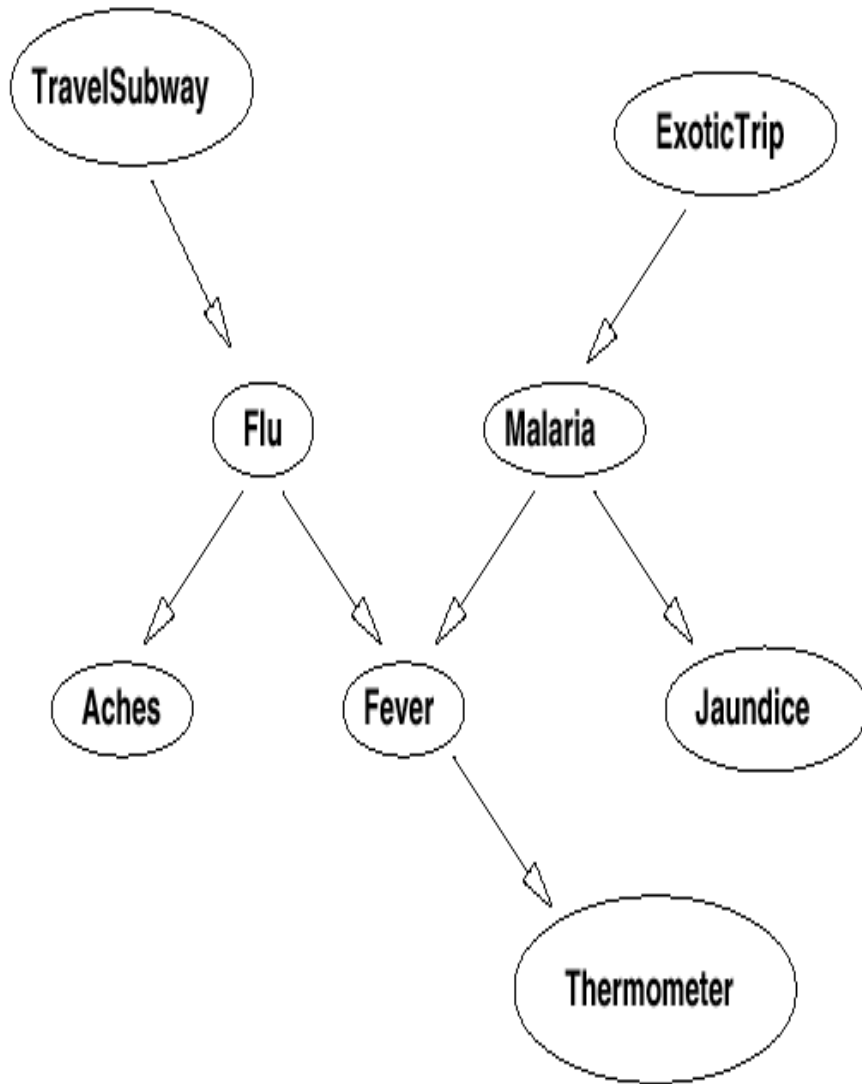 TravelSubway
ExoticTrip
Flu
Malaria
Aches
Fever
Jaundice
Thermometer